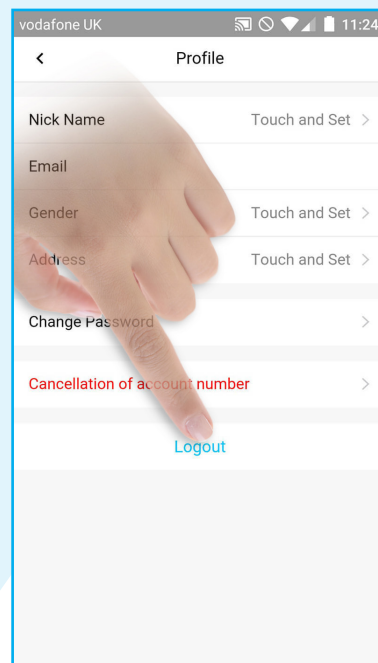 vodafone UK 11:24
Profile
Nick Name Touch and Set
Email
Gender Touch and Set
Address Touch and Set
Change Password
Cancellation of account number
Logout